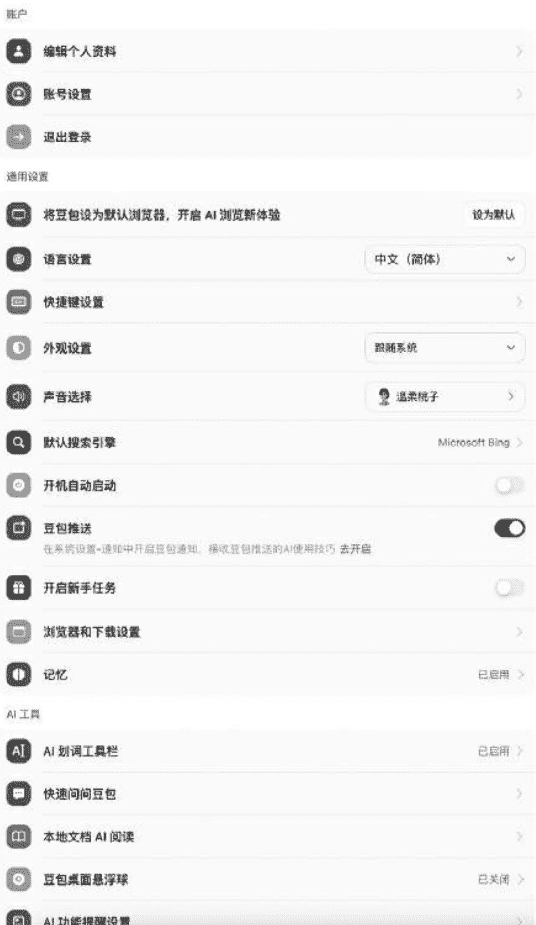 账户
编辑个人资料
账号设置
退出登录
通用设置
将豆包设为默认浏览器，开启 AI 浏览新体验 设为默认
语言设置 中文（简体）
快捷键设置
外观设置 跟随系统
声音选择 温柔桃子
默认搜索引擎 Microsoft Bing
开机自动启动
豆包推送
在系统设置-通知中开启豆包通知，接收豆包推送的AI使用技巧 去开启
开启新手任务
浏览器和下载设置
记忆 已启用
AI 工具
AI 划词工具栏 已启用
快速问问豆包
本地文档 AI 阅读
豆包桌面悬浮球 已关闭
AI 功能提醒设置